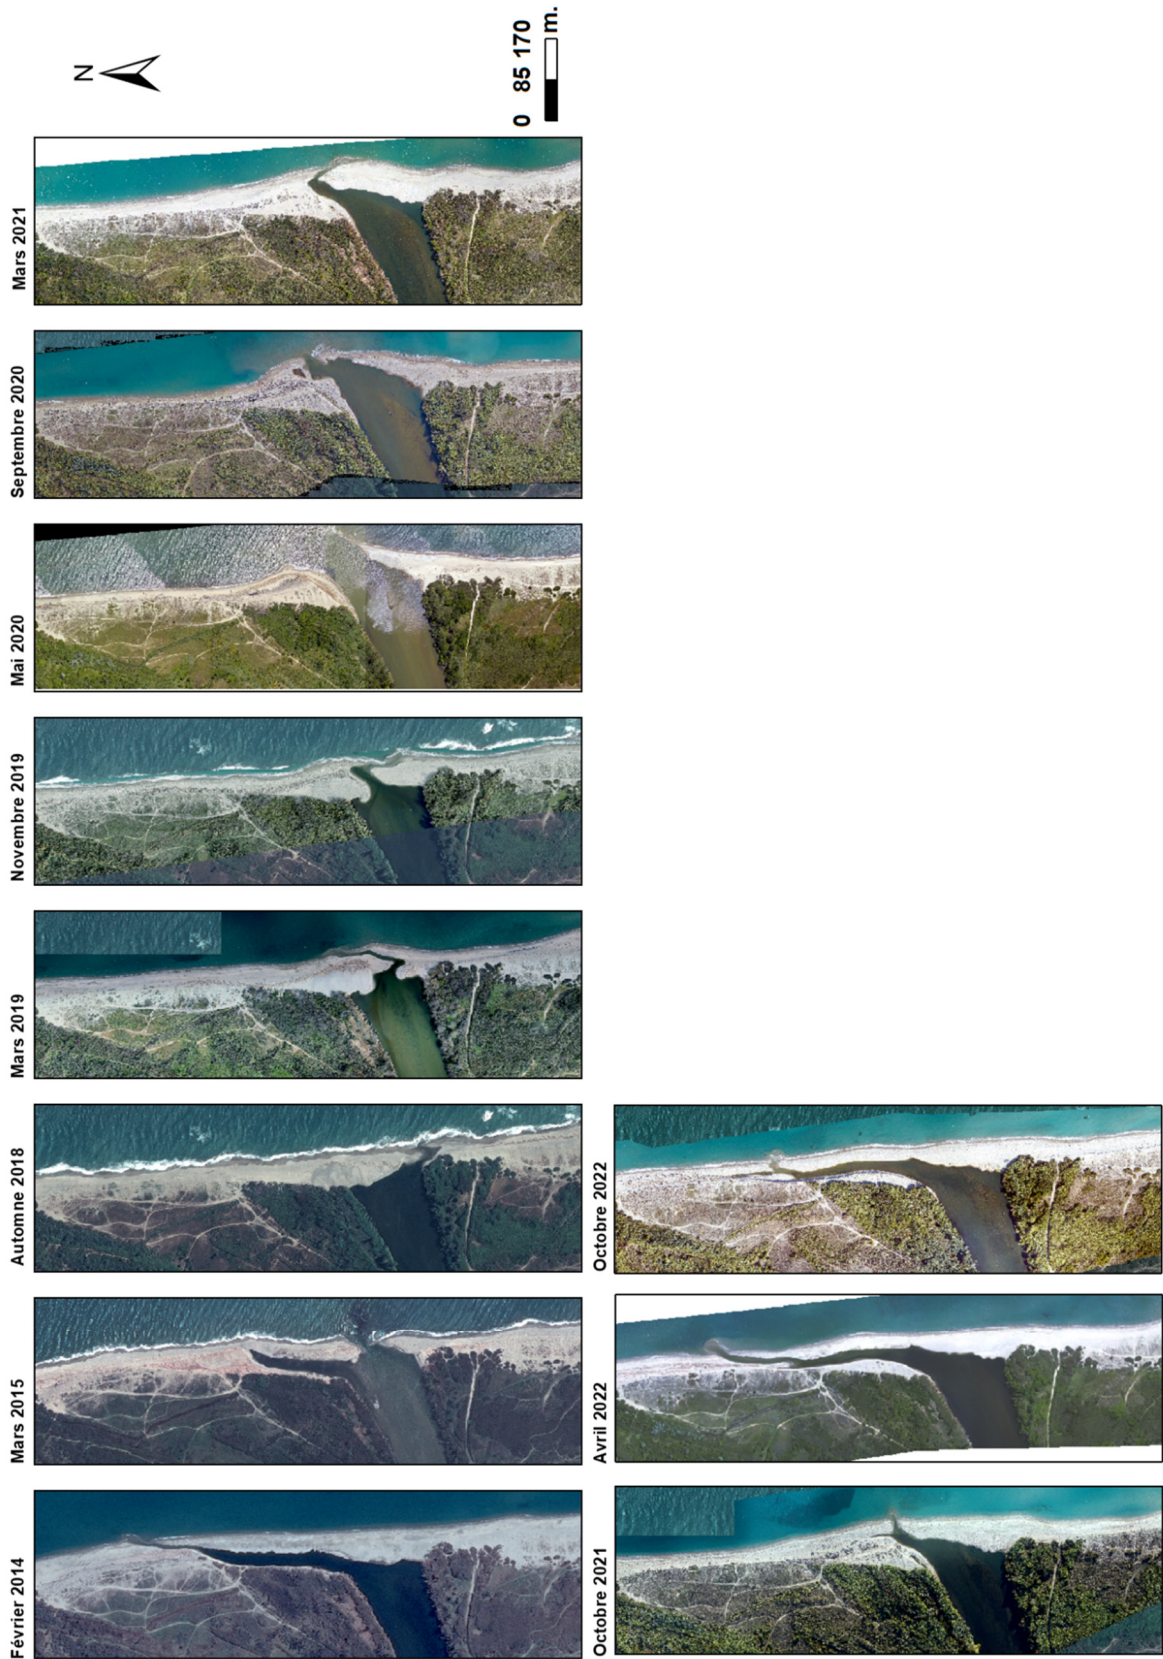 Février 2014
Mars 2015
Automne 2018
Mars 2019
Novembre 2019
Mai 2020
Septembre 2020
Mars 2021
N
0 85 170 m.
Octobre 2021
Avril 2022
Octobre 2022